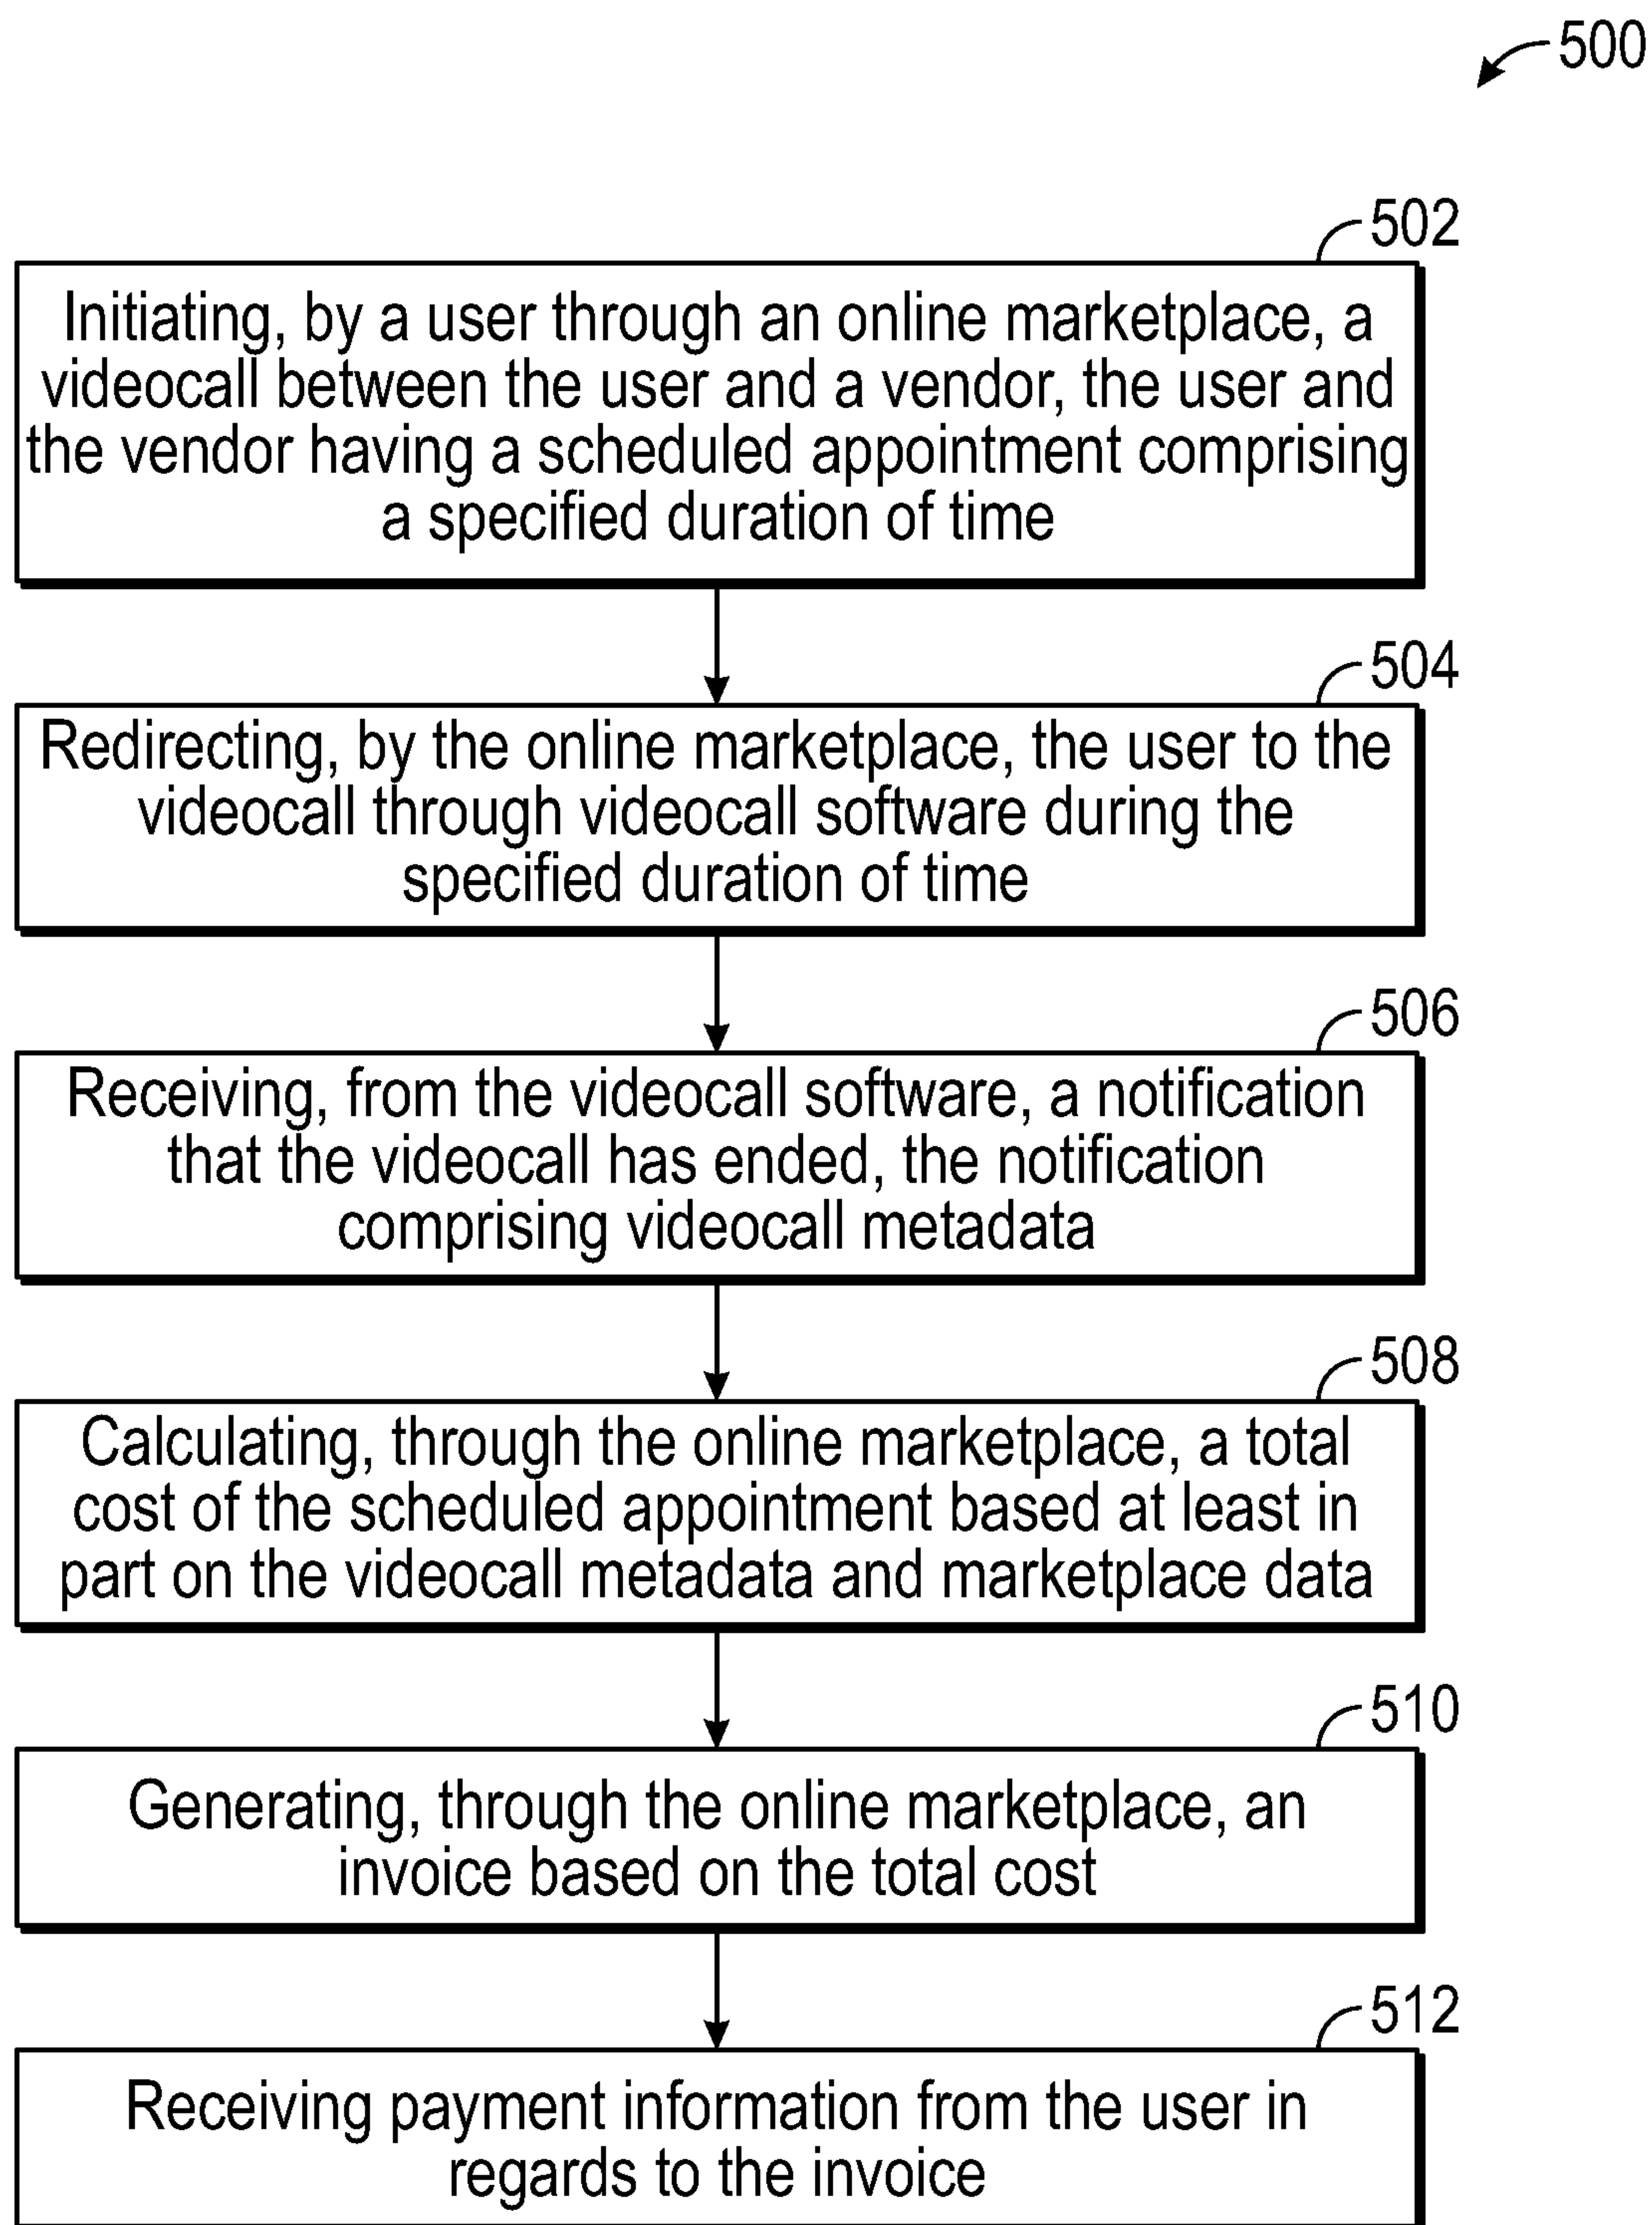 500
502
Initiating, by a user through an online marketplace, a
videocall between the user and a vendor, the user and
the vendor having a scheduled appointment comprising
a specified duration of time
504
Redirecting, by the online marketplace, the user to the
videocall through videocall software during the
specified duration of time
506
Receiving, from the videocall software, a notification
that the videocall has ended, the notification
comprising videocall metadata
508
Calculating, through the online marketplace, a total
cost of the scheduled appointment based at least in
part on the videocall metadata and marketplace data
510
Generating, through the online marketplace, an
invoice based on the total cost
512
Receiving payment information from the user in
regards to the invoice